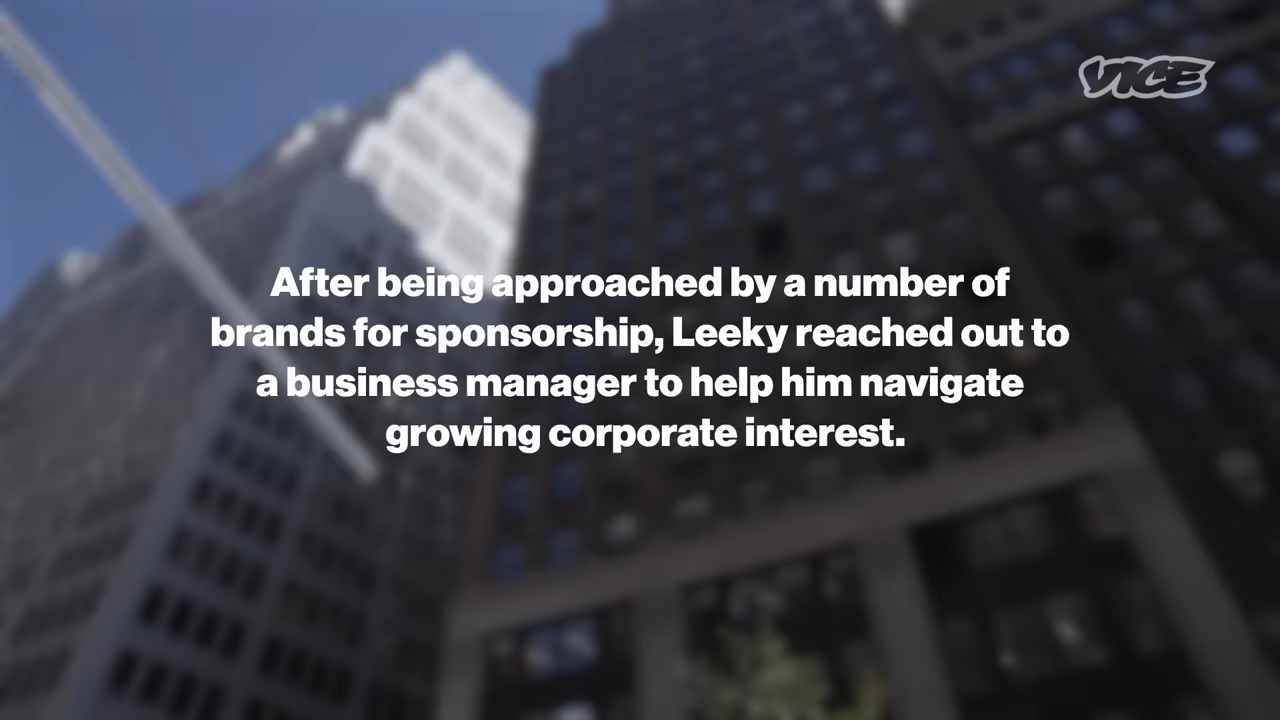 VICE
After being approached by a number of
brands for sponsorship, Leeky reached out to
a business manager to help him navigate
growing corporate interest.